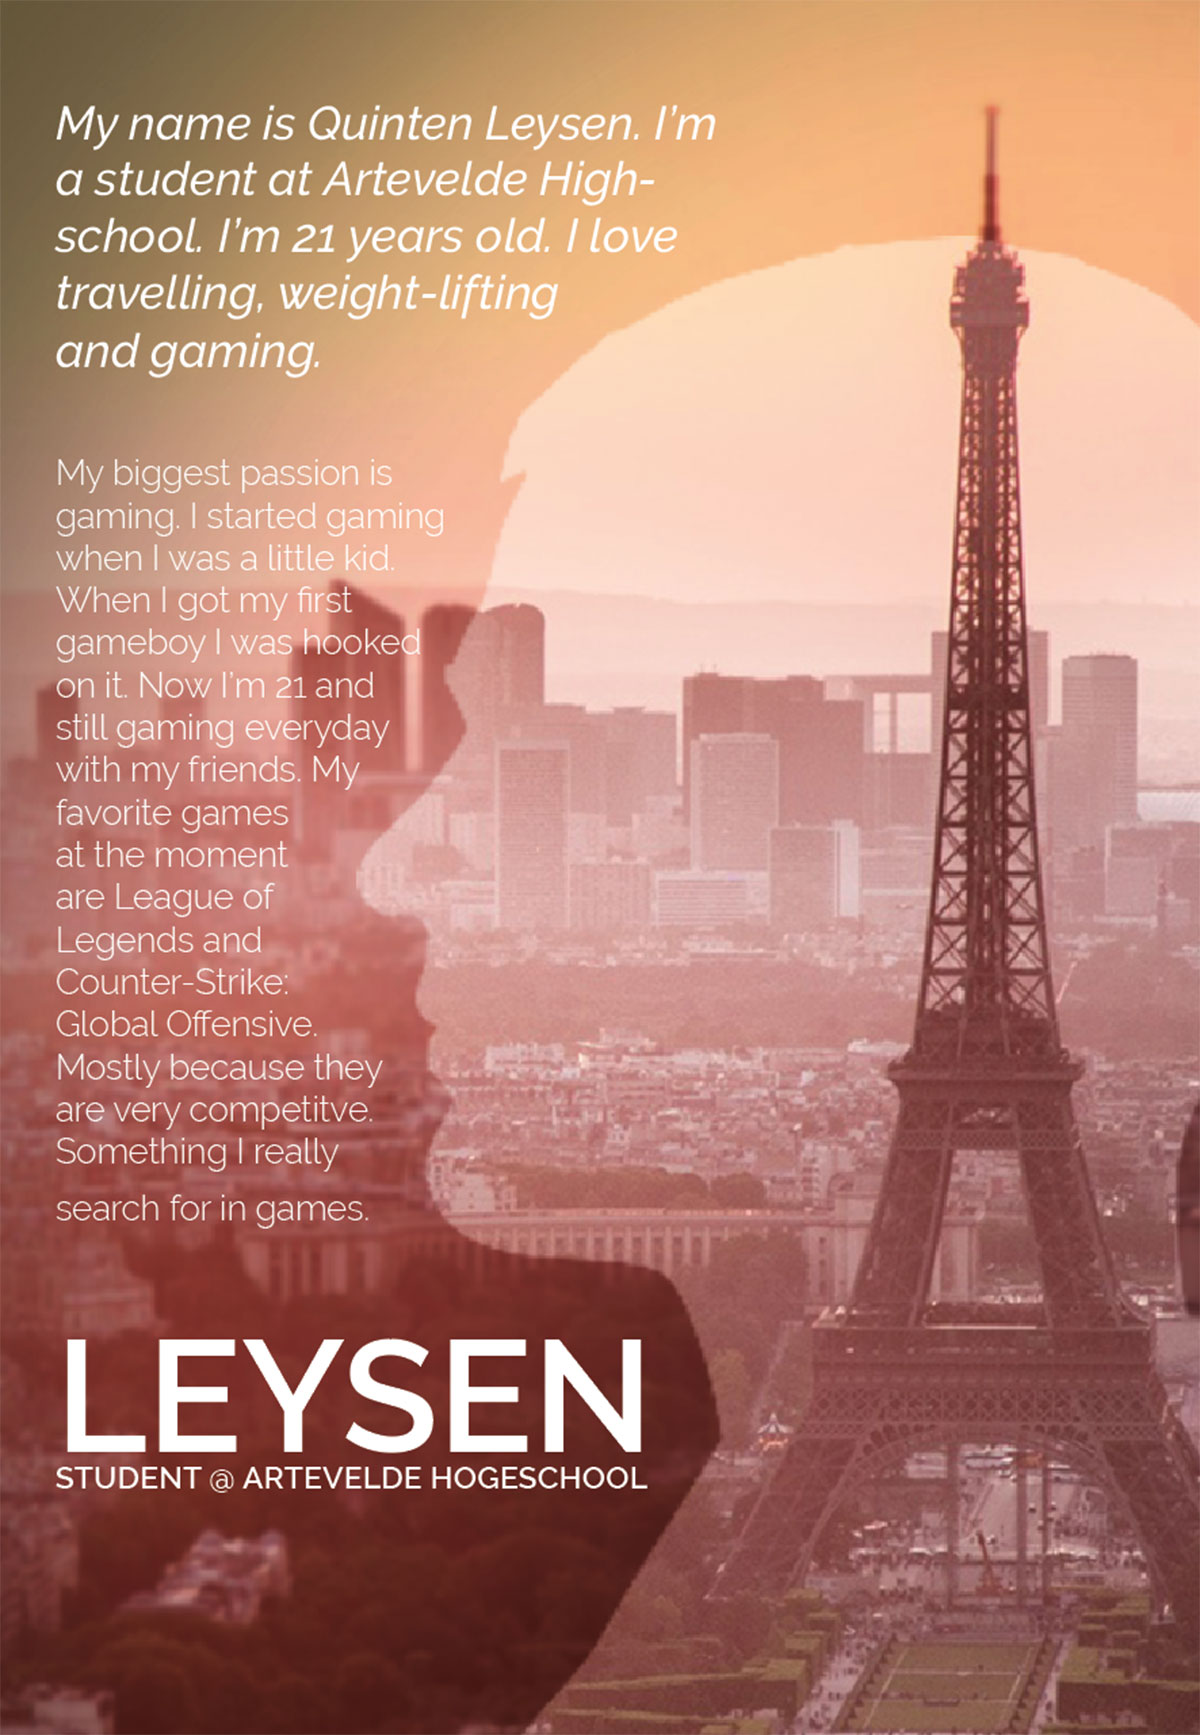 My name is Quinten Leysen. I'm
a student at Artevelde High-
school. I'm 21 years old. I love
travelling, weight-lifting
and gaming.
My biggest passion is
gaming. I started gaming
when I was a little kid.
When I got my first
gameboy I was hooked
on it. Now I'm 21 and
still gaming everyday
with my friends. My
favorite games
at the moment
are League of
Legends and
Counter-Strike:
Global Offensive.
Mostly because they
are very competitve.
Something I really
search for in games.
LEYSEN
STUDENT @ ARTEVELDE HOGESCHOOL